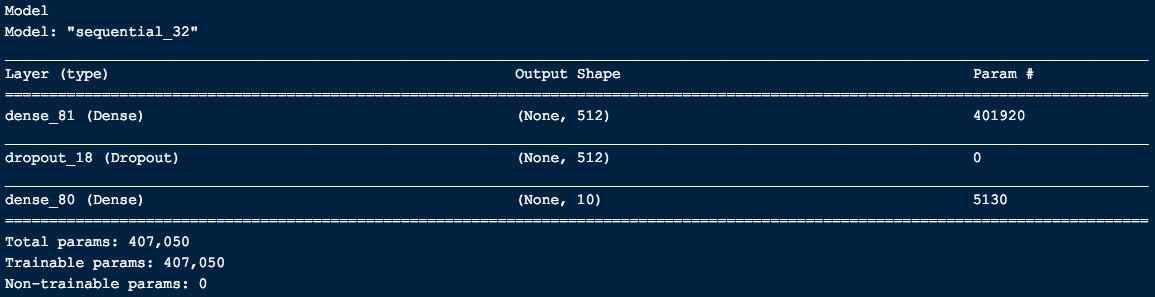 Model
Model: "sequential_32"
Layer (type) Output Shape Param #
dense_81 (Dense) (None, 512) 401920
dropout_18 (Dropout) (None, 512) 0
dense_80 (Dense) (None, 10) 5130
Total params: 407,050
Trainable params: 407,050
Non-trainable params: 0